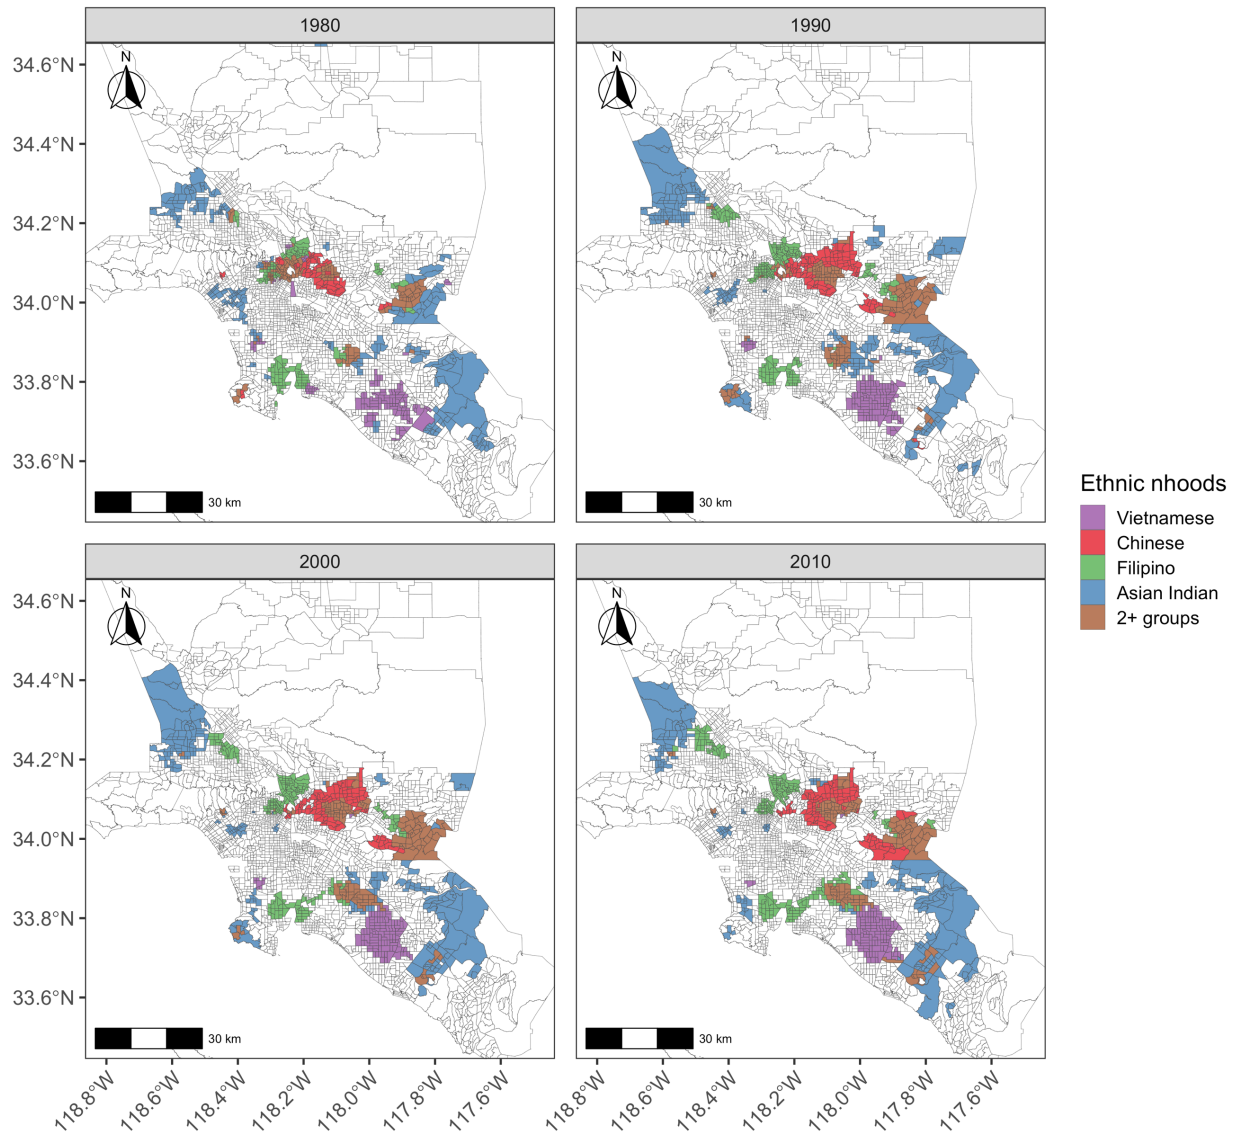 1980
1990
N
N
34.6°N
34.4°N
34.2°N
34.0°N
33.8°N
33.6°N
30 km
30 km
Ethnic nhoods
Vietnamese
Chinese
Filipino
Asian Indian
2+ groups
2000
2010
N
N
34.6°N
34.4°N
34.2°N
34.0°N
33.8°N
33.6°N
30 km
30 km
118.8°W
118.6°W
118.4°W
118.2°W
118.0°W
117.8°W
117.6°W
118.8°W
118.6°W
118.4°W
118.2°W
118.0°W
117.8°W
117.6°W